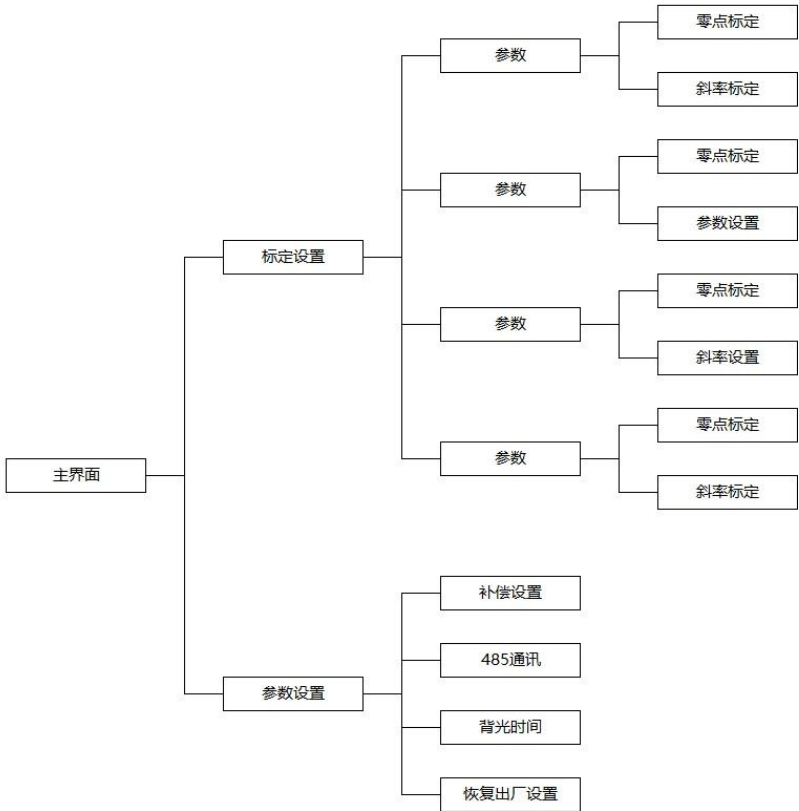 零点标定
参数
斜率标定
零点标定
参数
参数设置
标定设置
零点标定
参数
斜率设置
零点标定
参数
主界面
斜率标定
补偿设置
485通讯
参数设置
背光时间
恢复出厂设置